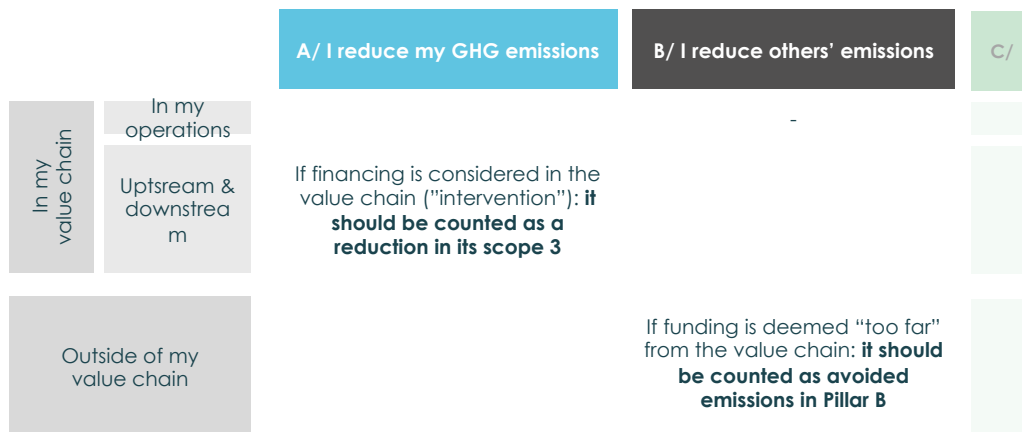 A/ I reduce my GHG emissions
B/ I reduce others’ emissions
C/
In my
value chain
In my
operations
-
Uptsream &
downstrea
m
If financing is considered in the
value chain (”intervention”): it
should be counted as a
reduction in its scope 3
Outside of my
value chain
If funding is deemed “too far”
from the value chain: it should
be counted as avoided
emissions in Pillar B